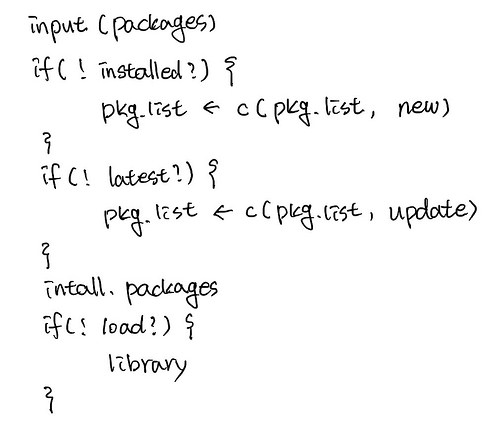 input (packages)
if(! installed?) {
pkg.list ← c(pkg.list, new)
}
if(! latest?) {
pkg.list ← c(pkg.list, update)
}
intall. packages
if(! load?) {
library
}